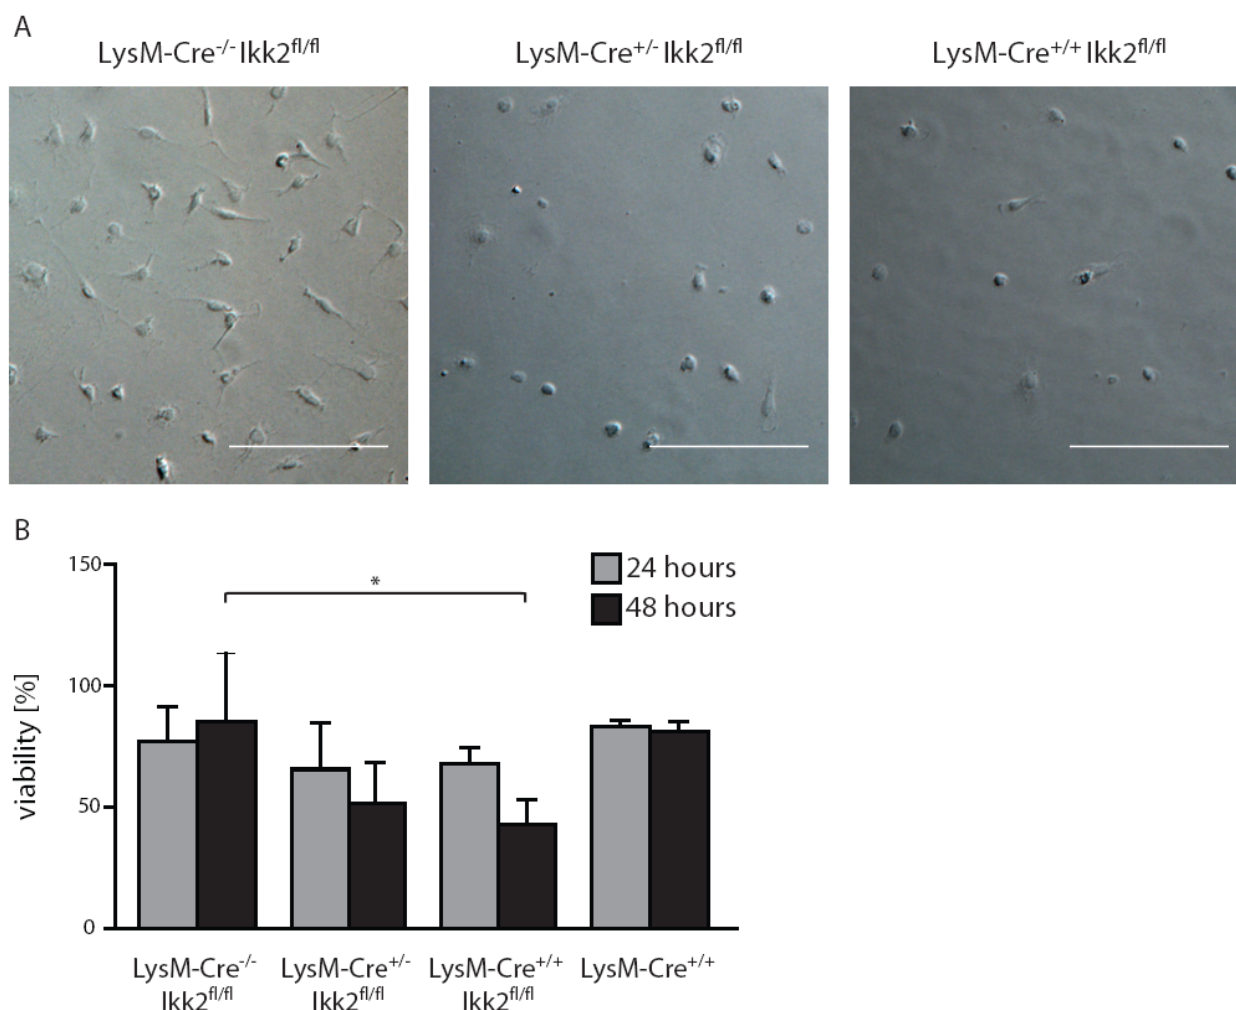 A
LysM-Cre-/- Ikk2fl/fl
LysM-Cre+/- Ikk2fl/fl
LysM-Cre+/+ Ikk2fl/fl
B
150
100
50
0
viability [%]
*
24 hours
48 hours
LysM-Cre-/-
Ikk2fl/fl
LysM-Cre+/-
Ikk2fl/fl
LysM-Cre+/+
Ikk2fl/fl
LysM-Cre+/+